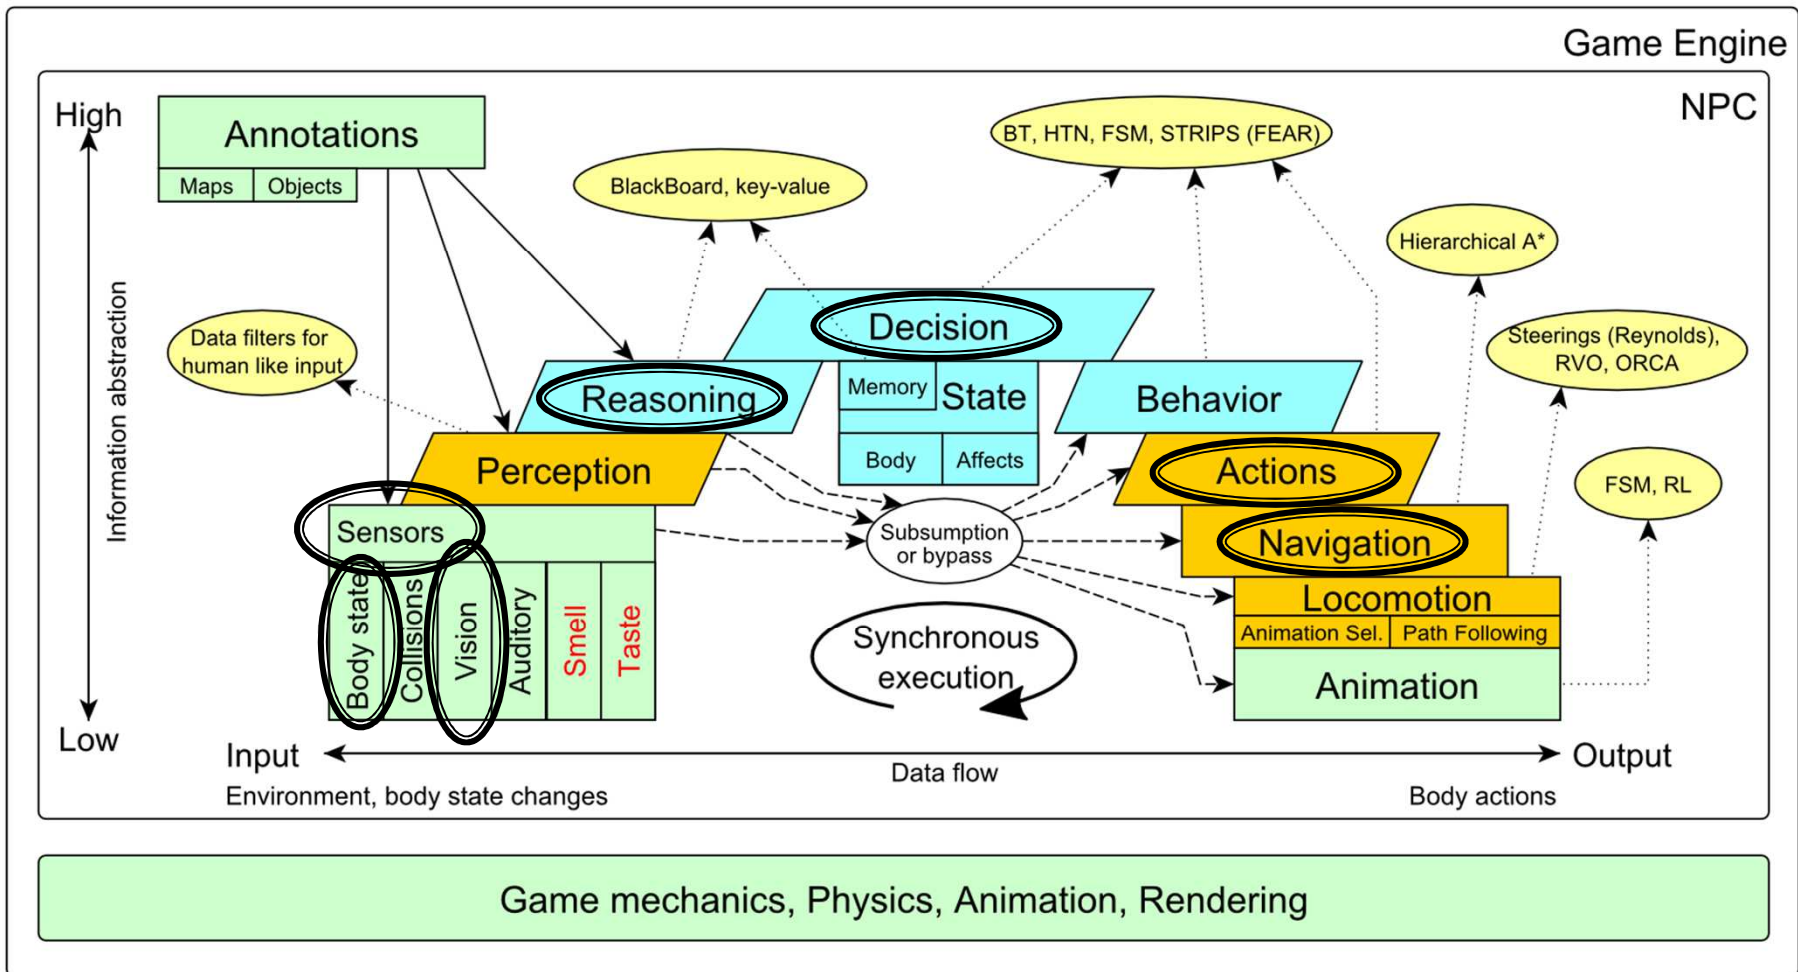 Game Engine
NPC
High
Annotations
Maps
Objects
BlackBoard, key-value
BT, HTN, FSM, STRIPS (FEAR)
Hierarchical A*
Information abstraction
Data filters for
human like input
Decision
Steerings (Reynolds),
RVO, ORCA
Reasoning
Memory
State
Behavior
Body
Affects
Perception
Actions
FSM, RL
Sensors
Subsumption
or bypass
Navigation
Body state
Collisions
Vision
Auditory
Smell
Taste
Locomotion
Animation Sel.
Path Following
Synchronous
execution
Animation
Low
Input
Data flow
Output
Environment, body state changes
Body actions
Game mechanics, Physics, Animation, Rendering